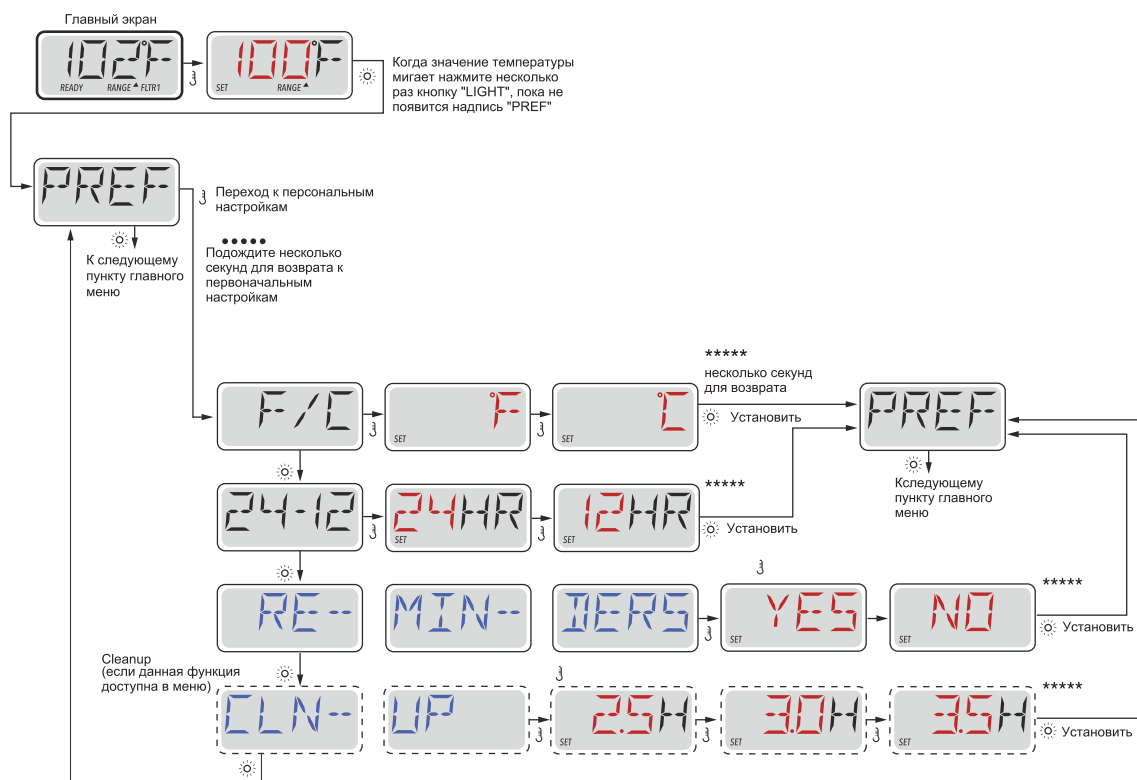 Главный экран
102°F
READY RANGE FLTR1
100°F
SET RANGE
Когда значение температуры
мигает нажмите несколько
раз кнопку "LIGHT", пока не
появится надпись "PREF"
PREF
Переход к персональным
настройкам
К следующему
пункту главного
меню
Подождите несколько
секунд для возврата к
первоначальным
настройкам
F/C
°F
SET
°C
SET
*****
несколько секунд
для возврата
Установить
PREF
Кследующему
пункту главного
меню
24-12
24HR
SET
12HR
SET
*****
Установить
RE--
MIN--
DERS
YES
SET
NO
SET
*****
Установить
Cleanup
(если данная функция
доступна в меню)
CLN--
UP
2.5H
SET
3.0H
SET
3.5H
SET
*****
Установить